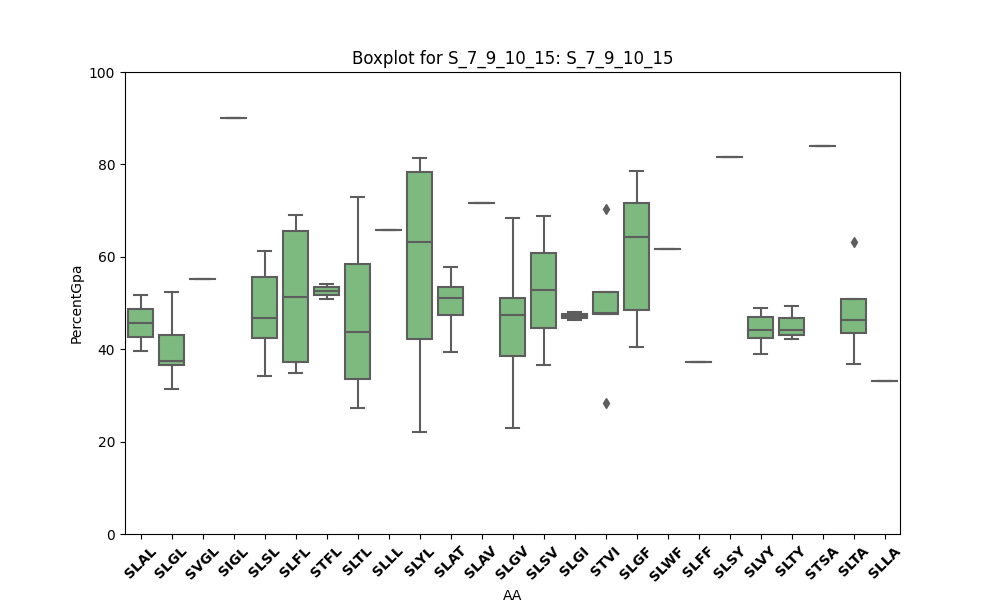 Boxplot for S_7_9_10_15: S_7_9_10_15
100
80
60
40
20
0
PercentGpa
SLAL SLGL SVGL SIGL SLSL SLFL STFL SLTL SLLL SLYL SLAT SLAV SLGV SLSV SLGI STVI SLGF SLWF SLFF SLSY SLVY SLTY STSA SLTA SLLA
AA